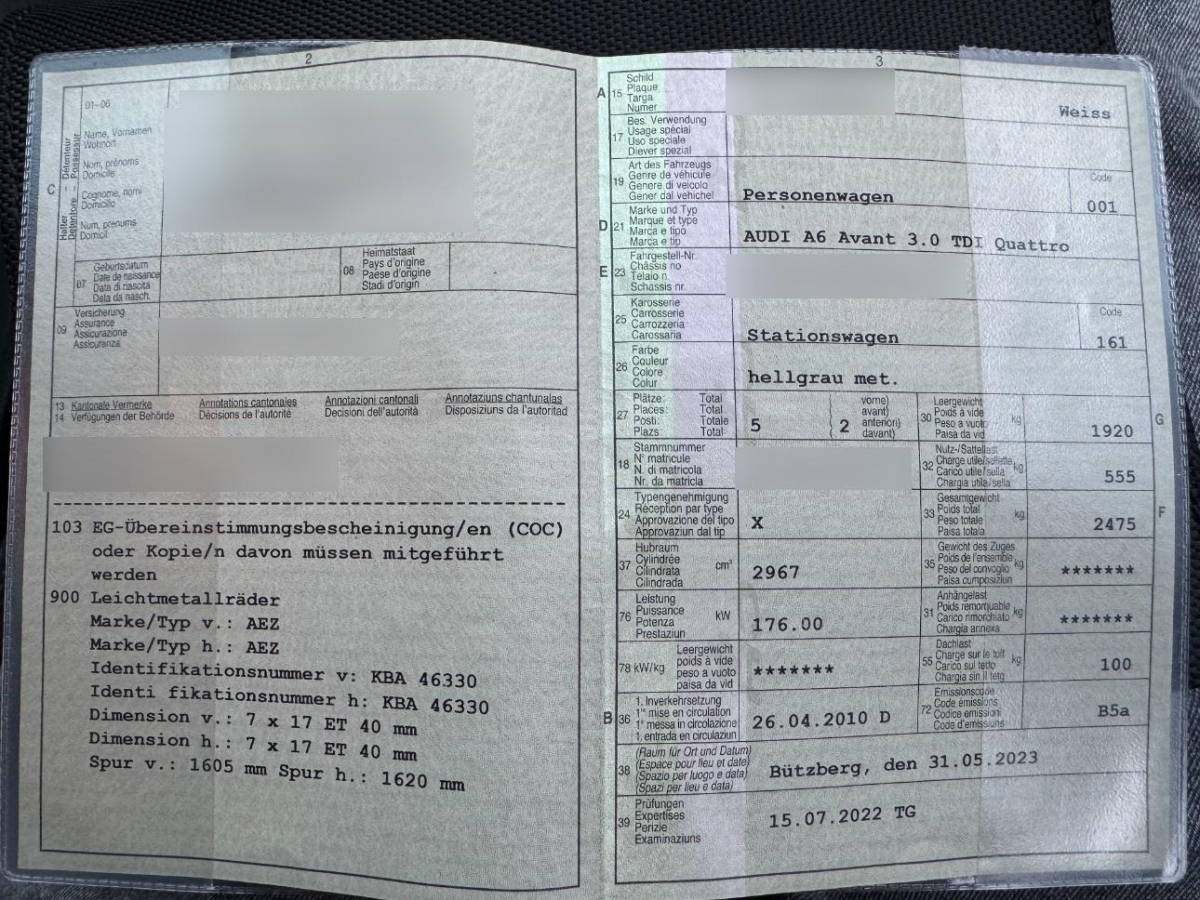 2
01-06
Halter – Détenteur
Detentore – Possessur
Name, Vornamen
Wohnort
Nom, prénoms
Domicile
C
Cognome, nomi
Domicilio
Num, prenums
Domicil
07
Geburtsdatum
Date de naissance
Data di nascita
Data da nasch.
08
Heimatstaat
Pays d'origine
Paese d'origine
Stadi d'origin
09
Versicherung
Assurance
Assicurazione
Assicuranza
13 Kantonale Vermerke
14 Verfügungen der Behörde
Annotations cantonales
Décisions de l'autorité
Annotazioni cantonali
Decisioni dell'autorità
Annotaziuns chantunalas
Disposiziuns da l'autoritad
103 EG-Übereinstimmungsbescheinigung/en (COC)
oder Kopie/n davon müssen mitgeführt
werden
900 Leichtmetallräder
Marke/Typ v.: AEZ
Marke/Typ h.: AEZ
Identifikationsnummer v: KBA 46330
Identi fikationsnummer h: KBA 46330
Dimension v.: 7 x 17 ET 40 mm
Dimension h.: 7 x 17 ET 40 mm
Spur v.: 1605 mm Spur h.: 1620 mm
3
A 15
Schild
Plaque
Targa
Numer
Weiss
17
Bes. Verwendung
Usage spécial
Uso speciale
Diever spezial
19
Art des Fahrzeugs
Genre de véhicule
Genere di veicolo
Gener dal vehichel
Personenwagen
Code
001
D 21
Marke und Typ
Marque et type
Marca e tipo
Marca e tip
AUDI A6 Avant 3.0 TDI Quattro
E 23
Fahrgestell-Nr.
Châssis no
Telaio n.
Schassis nr.
25
Karosserie
Carrosserie
Carrozzeria
Carossaria
Stationswagen
Code
161
26
Farbe
Couleur
Colore
Colur
hellgrau met.
27
Plätze: Total
Places: Total
Posti: Totale
Plazs Total
5
( 2
vorne)
avant)
anteriori)
davant)
30
Leergewicht
Poids à vide
Peso a vuoto
Paisa da vid
kg
1920
G
18
Stammnummer
N° matricule
N. di matricola
Nr. da matricla
32
Nutz-/Sattellast
Charge utile/sellette
Carico utile/sella
Chargia utila/sella
kg
555
24
Typengenehmigung
Réception par type
Approvazione del tipo
Approvaziun dal tip
X
33
Gesamtgewicht
Poids total
Peso totale
Paisa totala
kg
2475
F
37
Hubraum
Cylindrée
Cilindrata
Cilindrada
cm³
2967
35
Gewicht des Zuges
Poids de l'ensemble
Peso del convoglio
Paisa cumposiziun
kg
*******
76
Leistung
Puissance
Potenza
Prestaziun
kW
176.00
31
Anhängelast
Poids remorquable
Carico rimorchiato
Chargia annexa
kg
*******
78 kW/kg
Leergewicht
poids à vide
peso a vuoto
paisa da vid
*******
55
Dachlast
Charge sur le toit
Carico sul tetto
Chargia sin il tetg
kg
100
B 36
1. Inverkehrsetzung
1re mise en circulation
1a messa in circolazione
1. entrada en circulaziun
26.04.2010 D
72
Emissionscode
Code émissions
Codice emissioni
Code d'emissiuns
B5a
38
(Raum für Ort und Datum)
(Espace pour lieu et date)
(Spazio per luogo e data)
(Spazi per lieu e data)
Bützberg, den 31.05.2023
39
Prüfungen
Expertises
Perizie
Examinaziuns
15.07.2022 TG